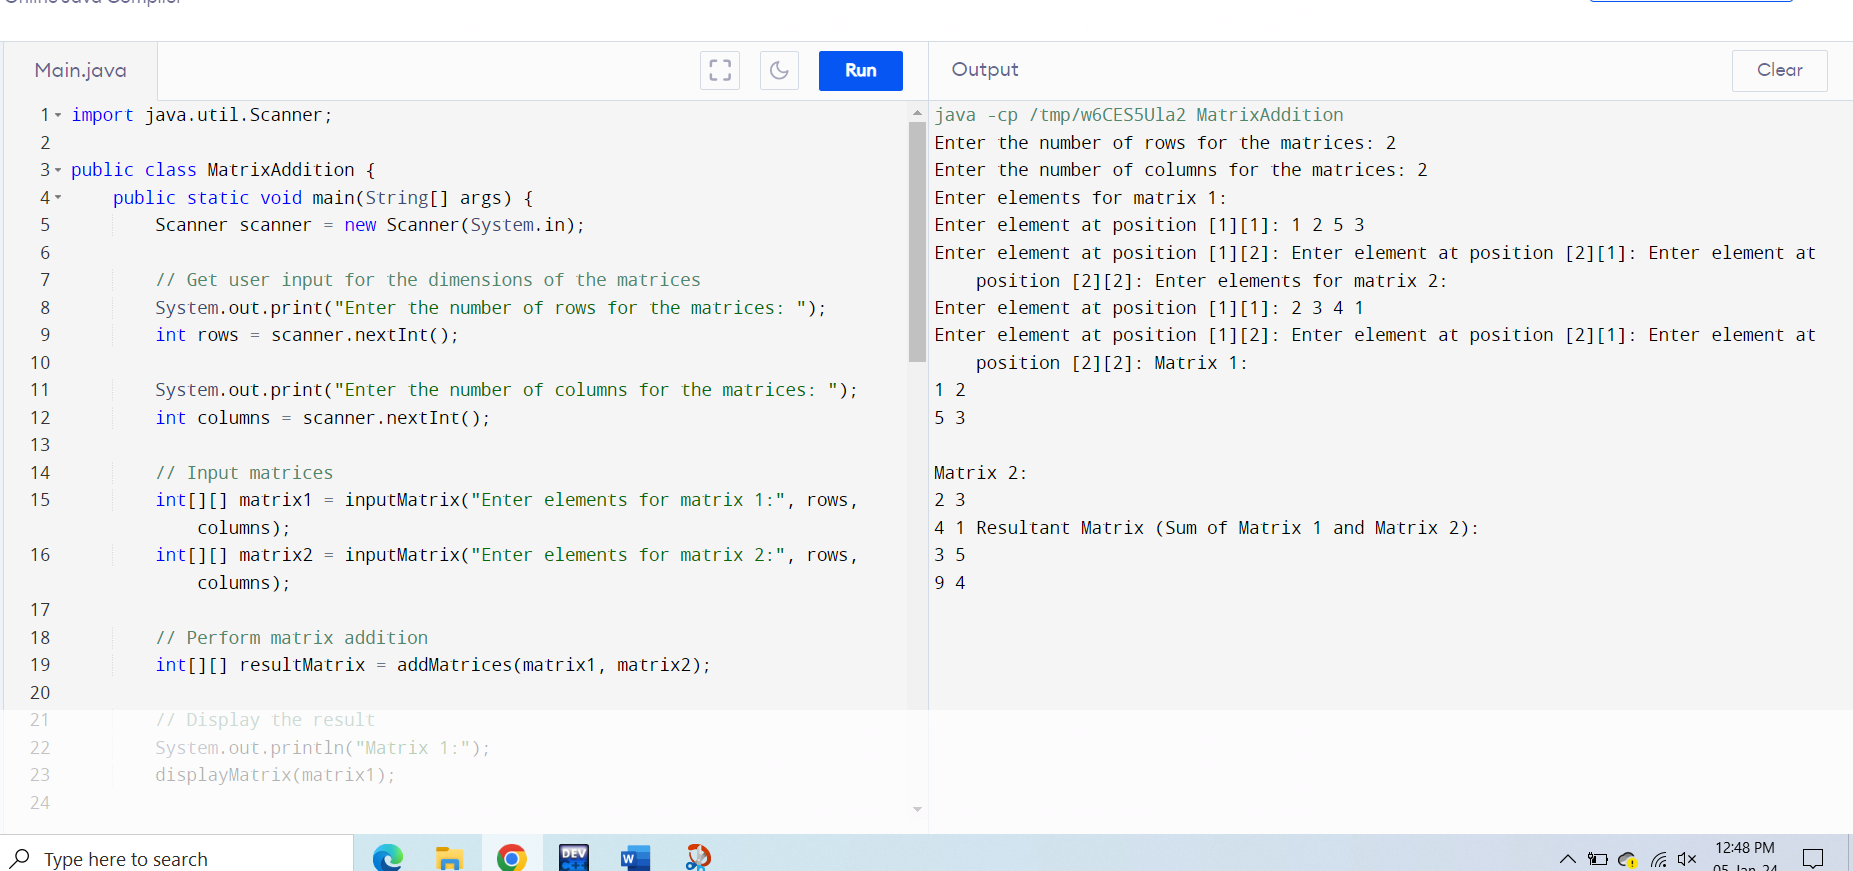 Online Java Compiler
Main.java
Run
1 import java.util.Scanner;
2
3 public class MatrixAddition {
4 public static void main(String[] args) {
5 Scanner scanner = new Scanner(System.in);
6
7 // Get user input for the dimensions of the matrices
8 System.out.print("Enter the number of rows for the matrices: ");
9 int rows = scanner.nextInt();
10
11 System.out.print("Enter the number of columns for the matrices: ");
12 int columns = scanner.nextInt();
13
14 // Input matrices
15 int[][] matrix1 = inputMatrix("Enter elements for matrix 1:", rows,
columns);
16 int[][] matrix2 = inputMatrix("Enter elements for matrix 2:", rows,
columns);
17
18 // Perform matrix addition
19 int[][] resultMatrix = addMatrices(matrix1, matrix2);
20
21 // Display the result
22 System.out.println("Matrix 1:");
23 displayMatrix(matrix1);
24
Output
Clear
java -cp /tmp/w6CES5Ula2 MatrixAddition
Enter the number of rows for the matrices: 2
Enter the number of columns for the matrices: 2
Enter elements for matrix 1:
Enter element at position [1][1]: 1 2 5 3
Enter element at position [1][2]: Enter element at position [2][1]: Enter element at
position [2][2]: Enter elements for matrix 2:
Enter element at position [1][1]: 2 3 4 1
Enter element at position [1][2]: Enter element at position [2][1]: Enter element at
position [2][2]: Matrix 1:
1 2
5 3
Matrix 2:
2 3
4 1 Resultant Matrix (Sum of Matrix 1 and Matrix 2):
3 5
9 4
Type here to search
DEV
C++
W
12:48 PM
05-Jan-24